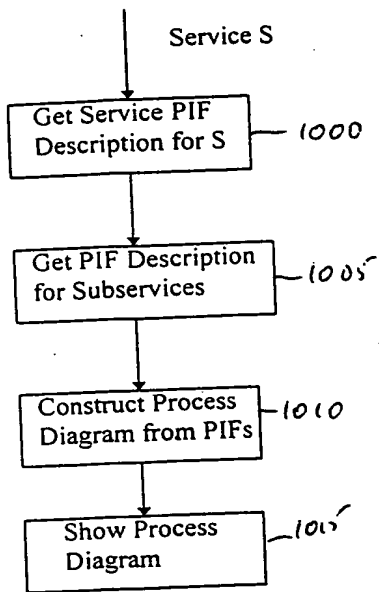 Service S
Get Service PIF
Description for S
1000
Get PIF Description
for Subservices
1005
Construct Process
Diagram from PIFs
1010
Show Process
Diagram
1015